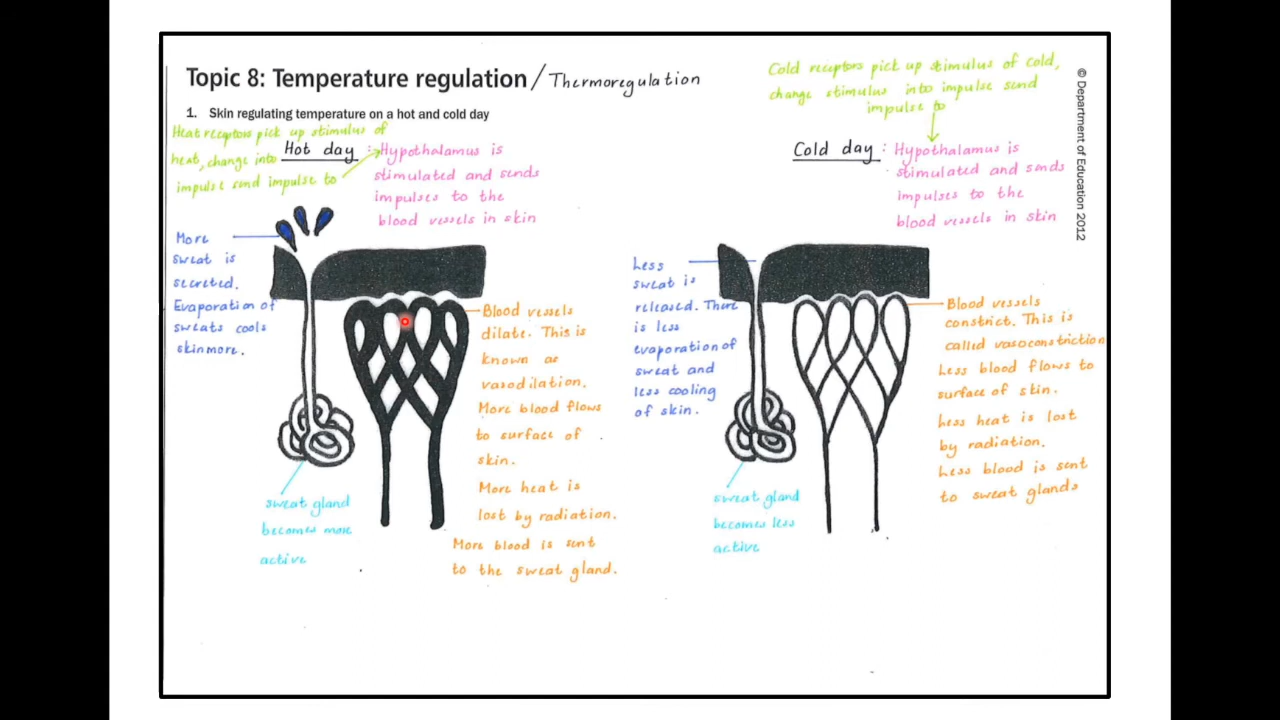 Topic 8: Temperature regulation / Thermoregulation
1. Skin regulating temperature on a hot and cold day
Heat receptors pick up stimulus of
heat, change into
impulse send impulse to
Hot day :
Hypothalamus is
stimulated and sends
impulses to the
blood vessels in skin
More
sweat is
secreted.
Evaporation of
sweats cools
skin more.
sweat gland
becomes more
active
Blood vessels
dilate. This is
known as
vasodilation.
More blood flows
to surface of
skin.
More heat is
lost by radiation.
More blood is sent
to the sweat gland.
Cold receptors pick up stimulus of cold,
change stimulus into impulse send
impulse to
Cold day :
Hypothalamus is
stimulated and sends
impulses to the
blood vessels in skin
Less
sweat is
released. There
is less
evaporation of
sweat and
less cooling
of skin.
sweat gland
becomes less
active
Blood vessels
constrict. This is
called vasoconstriction
Less blood flows to
surface of skin.
Less heat is lost
by radiation.
Less blood is sent
to sweat glands
© Department of Education 2012